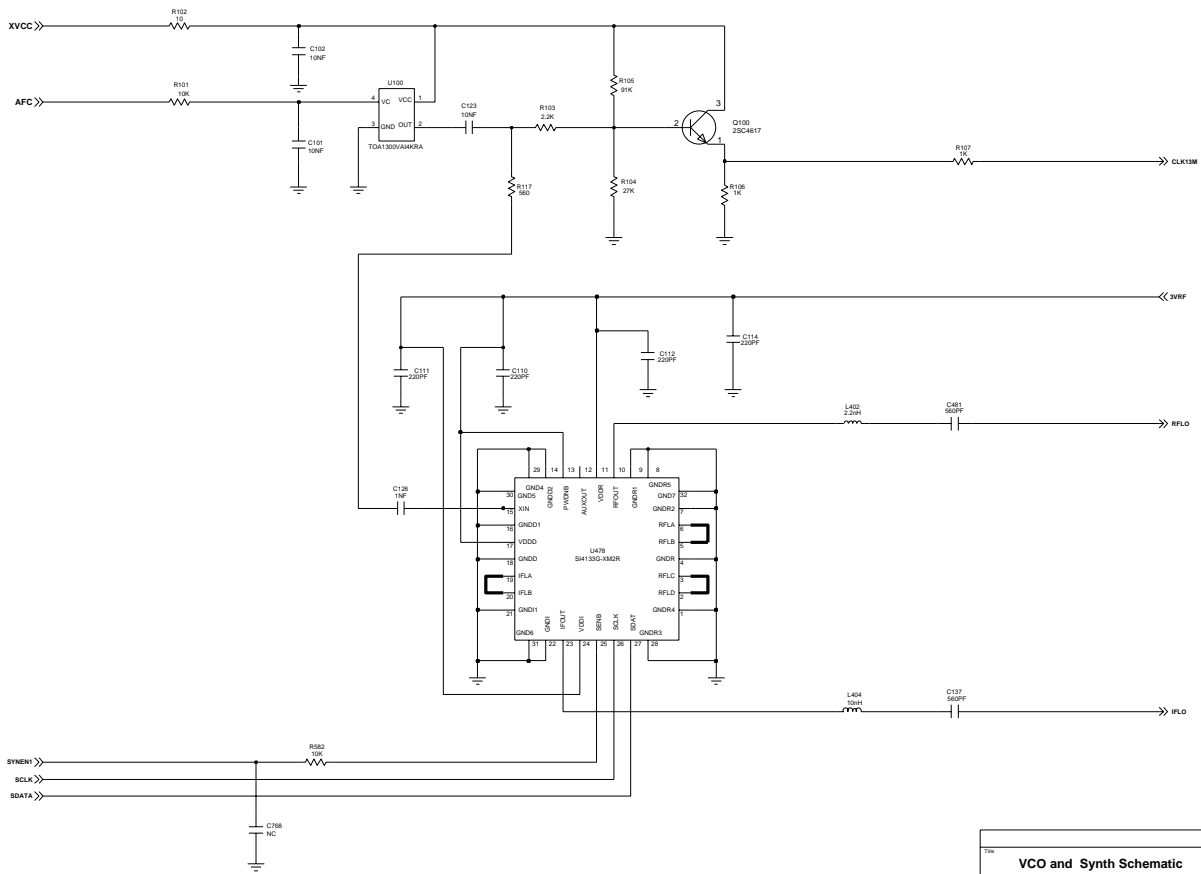 R102
10
XVCC
C102
10NF
R101
10K
AFC
U100
4 VC VCC 1
3 GND OUT 2
TOA1300VAI4KRA
C101
10NF
C123
10NF
R103
2.2K
R105
91K
3
2
1
Q100
2SC4617
R107
1K
CLK13M
R117
560
R104
27K
R106
1K
3VRF
C111
220PF
C110
220PF
C112
220PF
C114
220PF
L402
2.2nH
C461
560PF
RFLO
29 14 13 12 11 10 9 8
GND4 GNDD2 PWDNB AUXOUT VDDR RFOUT GNDR1 GNDR5
C126
1NF
30 GND5
GND7 32
15 XIN
GNDR2 7
16 GNDD1
RFLA 6
17 VDDD
RFLB 5
U478
SI4133G-XM2R
18 GNDD
GNDR 4
19 IFLA
RFLC 3
20 IFLB
RFLD 2
21 GNDI1
GNDR4 1
GND6 GNDI IFOUT VDDI SENB SCLK SDAT GNDR3
31 22 23 24 25 26 27 28
L404
10nH
C137
560PF
IFLO
R582
10K
SYNEN1
SCLK
SDATA
C768
NC
Title
VCO and Synth Schematic